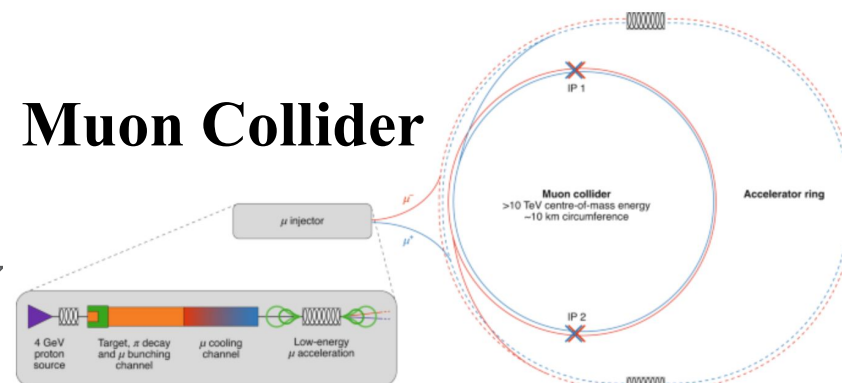 Muon Collider
IP 1
Muon collider
>10 TeV centre-of-mass energy
~10 km circumference
Accelerator ring
μ⁻
μ injector
μ⁺
IP 2
4 GeV
proton
source
Target, π decay
and μ bunching
channel
μ cooling
channel
Low-energy
μ acceleration